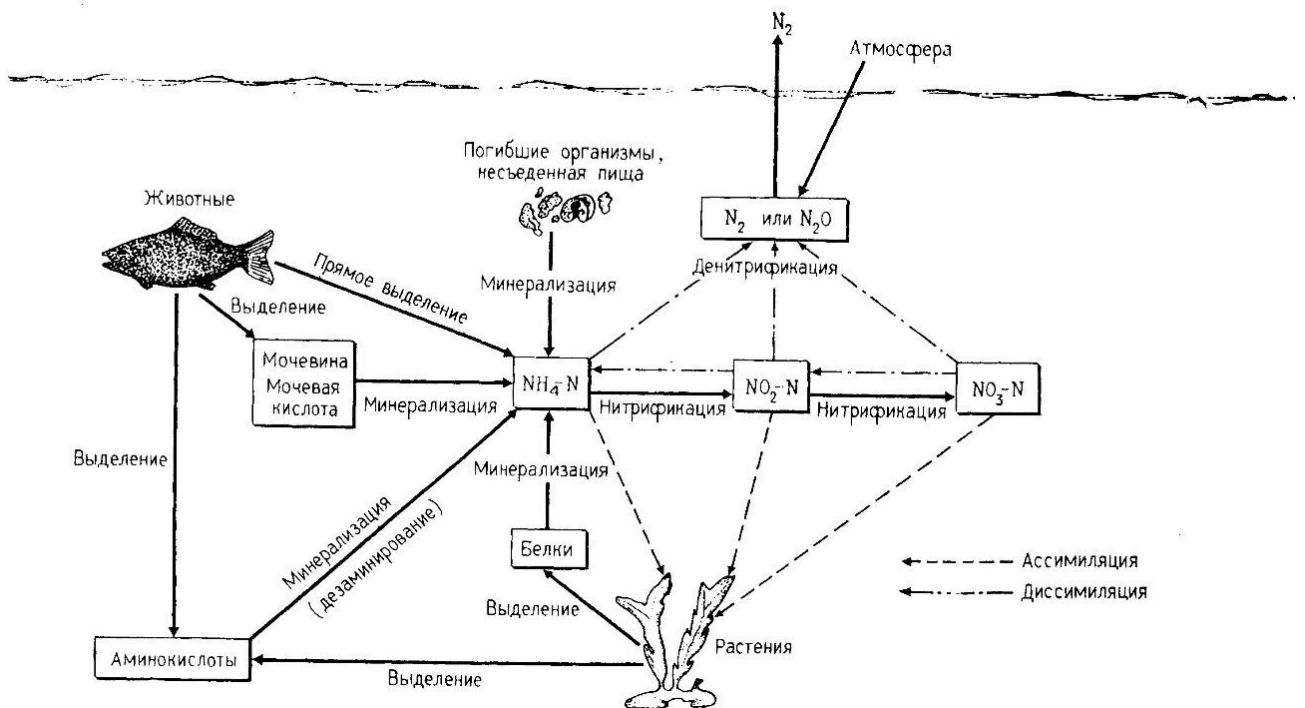 N₂
Атмосфера
Погибшие организмы,
несъеденная пища
Животные
N₂ или N₂O
Прямое выделение
Минерализация
Денитрификация
Выделение
Мочевина
Мочевая
кислота
Минерализация
NH₄-N
Нитрификация
NO₂-N
Нитрификация
NO₃-N
Выделение
Минерализация
Минерализация
(дезаминирование)
Белки
Ассимиляция
Выделение
Диссимиляция
Растения
Аминокислоты
Выделение